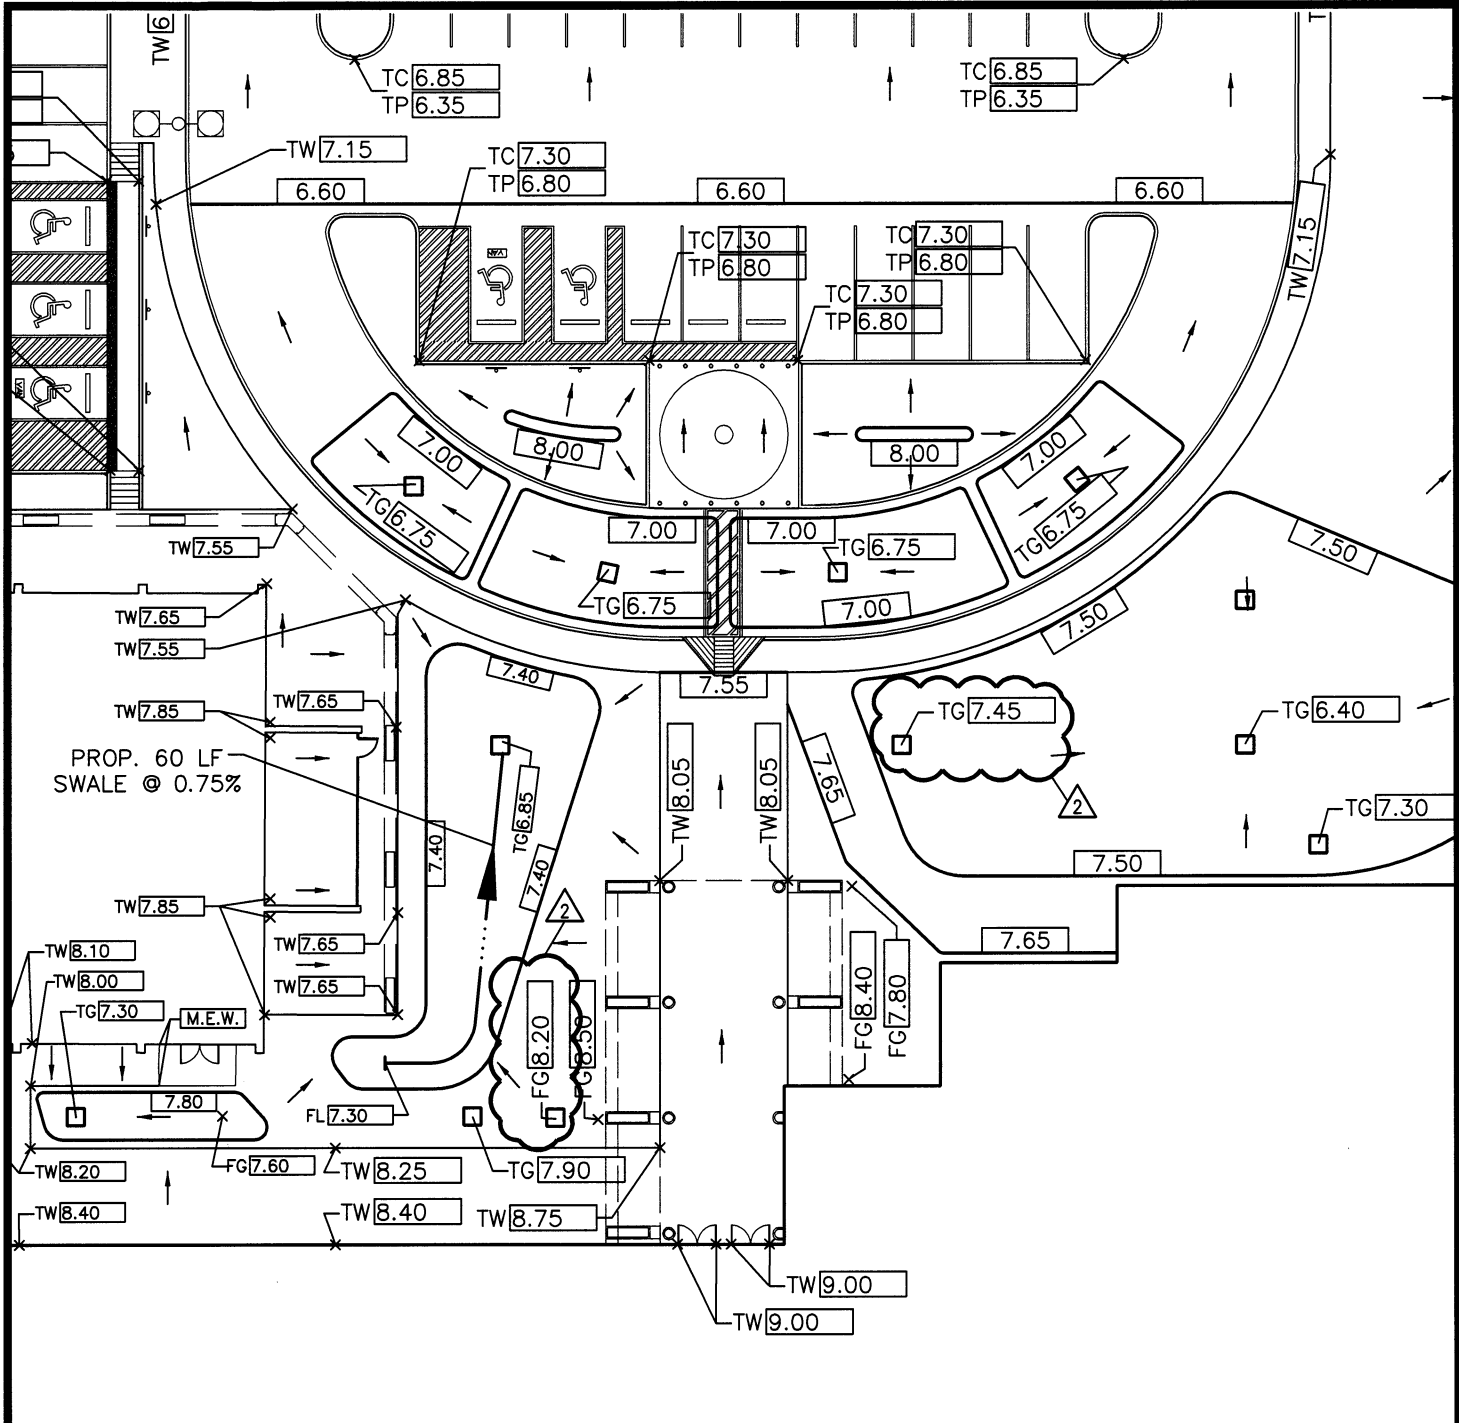 TW 6
TC 6.85
TP 6.35
TC 6.85
TP 6.35
TW 7.15
TC 7.30
TP 6.80
6.60
6.60
6.60
TW 7.15
TC 7.30
TP 6.80
TC 7.30
TP 6.80
TC 7.30
TP 6.80
VAN
VAN
7.00
8.00
8.00
7.00
TG 6.75
TG 6.75
7.00
7.00
TW 7.55
TG 6.75
7.50
TW 7.65
TG 6.75
7.00
7.50
TW 7.55
7.40
7.55
TW 7.65
TW 7.85
TG 7.45
TG 6.40
PROP. 60 LF
SWALE @ 0.75%
TW 8.05
TW 8.05
7.65
2
TG 6.85
TG 7.30
7.40
7.40
7.50
TW 7.85
2
TW 7.65
7.65
TW 8.10
TW 8.00
TW 7.65
TG 7.30
M.E.W.
FG 8.20
FG 8.50
FG 8.40
FG 7.80
7.80
FL 7.30
TW 8.20
FG 7.60
TW 8.25
TG 7.90
TW 8.40
TW 8.40
TW 8.75
TW 9.00
TW 9.00